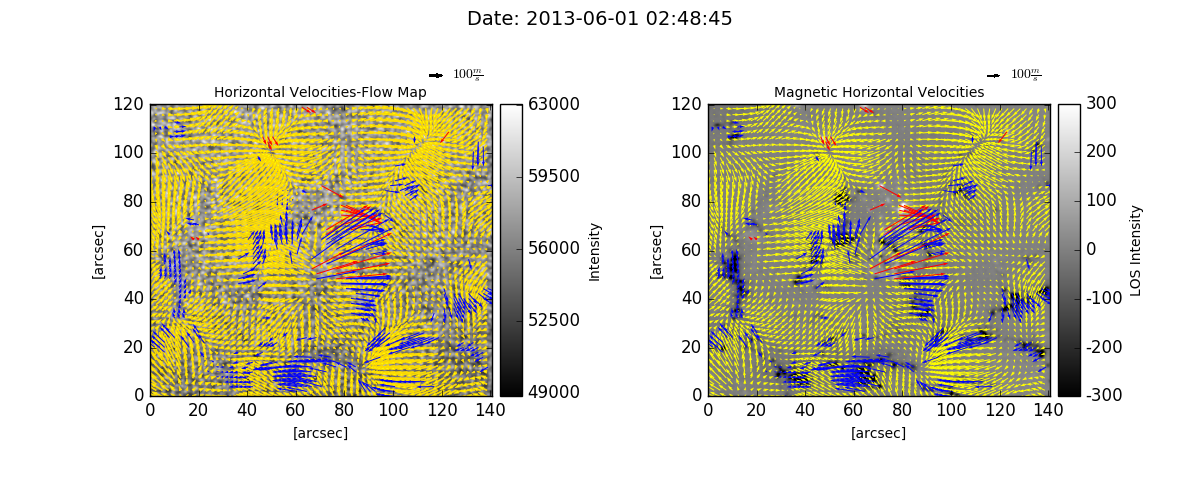 Date: 2013-06-01 02:48:45
100 m/s
100 m/s
Horizontal Velocities-Flow Map
Magnetic Horizontal Velocities
120
100
80
60
40
20
0
0 20 40 60 80 100 120 140
[arcsec]
[arcsec]
63000
59500
56000
52500
49000
Intensity
120
100
80
60
40
20
0
0 20 40 60 80 100 120 140
[arcsec]
[arcsec]
300
200
100
0
-100
-200
-300
LOS Intensity